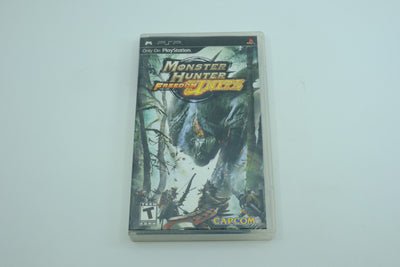 PSP
Only On PlayStation
MONSTER
HUNTER
FREEDOM UNITE
T
CAPCOM